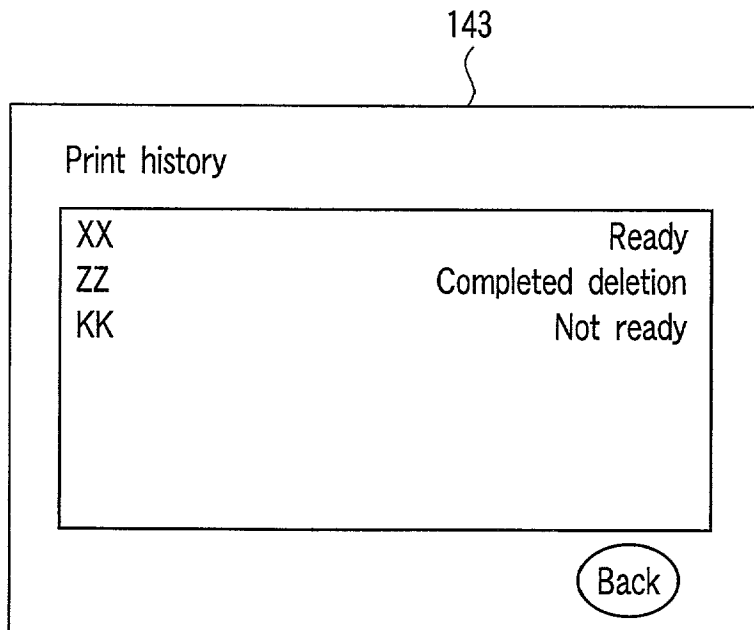 143
Print history
XX Ready
ZZ Completed deletion
KK Not ready
Back